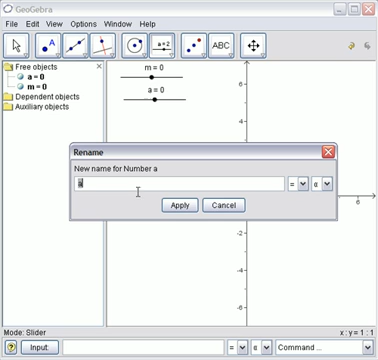 GeoGebra
File Edit View Options Window Help
A a=2 ABC
Free objects
a = 0
m = 0
Dependent objects
Auxiliary objects
m = 0
a = 0
6
4
6
-2
-4
-6
Rename
New name for Number a
a
= α
Apply Cancel
Mode: Slider
x : y = 1 : 1
Input:
= α Command ...